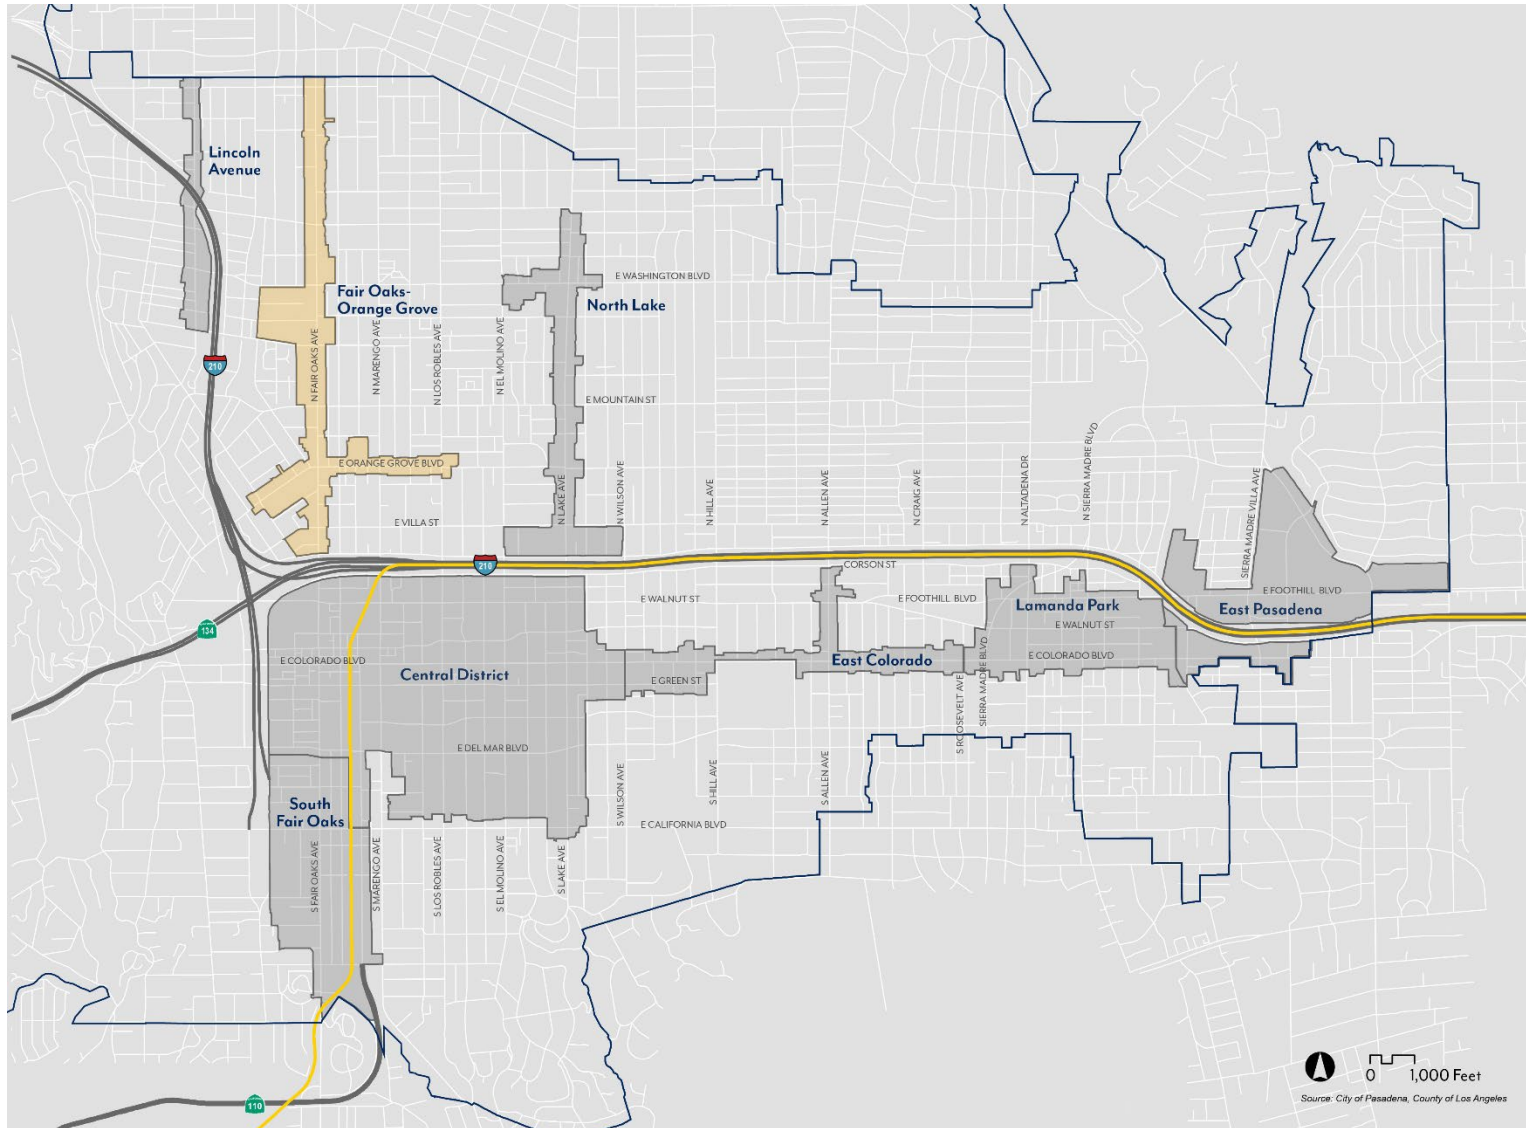 Lincoln
Avenue
Fair Oaks-
Orange Grove
North Lake
E WASHINGTON BLVD
N FAIR OAKS AVE
N MARENGO AVE
N LOS ROBLES AVE
N EL MOLINO AVE
E MOUNTAIN ST
210
E ORANGE GROVE BLVD
E VILLA ST
N LAKE AVE
N WILSON AVE
N HILL AVE
N ALLEN AVE
N CRAIG AVE
N ALTADENA DR
N SIERRA MADRE BLVD
SIERRA MADRE VILLA AVE
210
CORSON ST
E WALNUT ST
E FOOTHILL BLVD
Lamanda Park
E FOOTHILL BLVD
East Pasadena
E WALNUT ST
134
E COLORADO BLVD
Central District
East Colorado
E COLORADO BLVD
E GREEN ST
S ROOSEVELT AVE
SIERRA MADRE BLVD
E DEL MAR BLVD
South
Fair Oaks
S WILSON AVE
S HILL AVE
S ALLEN AVE
E CALIFORNIA BLVD
S FAIR OAKS AVE
S MARENGO AVE
S LOS ROBLES AVE
S EL MOLINO AVE
S LAKE AVE
110
0 1,000 Feet
Source: City of Pasadena, County of Los Angeles